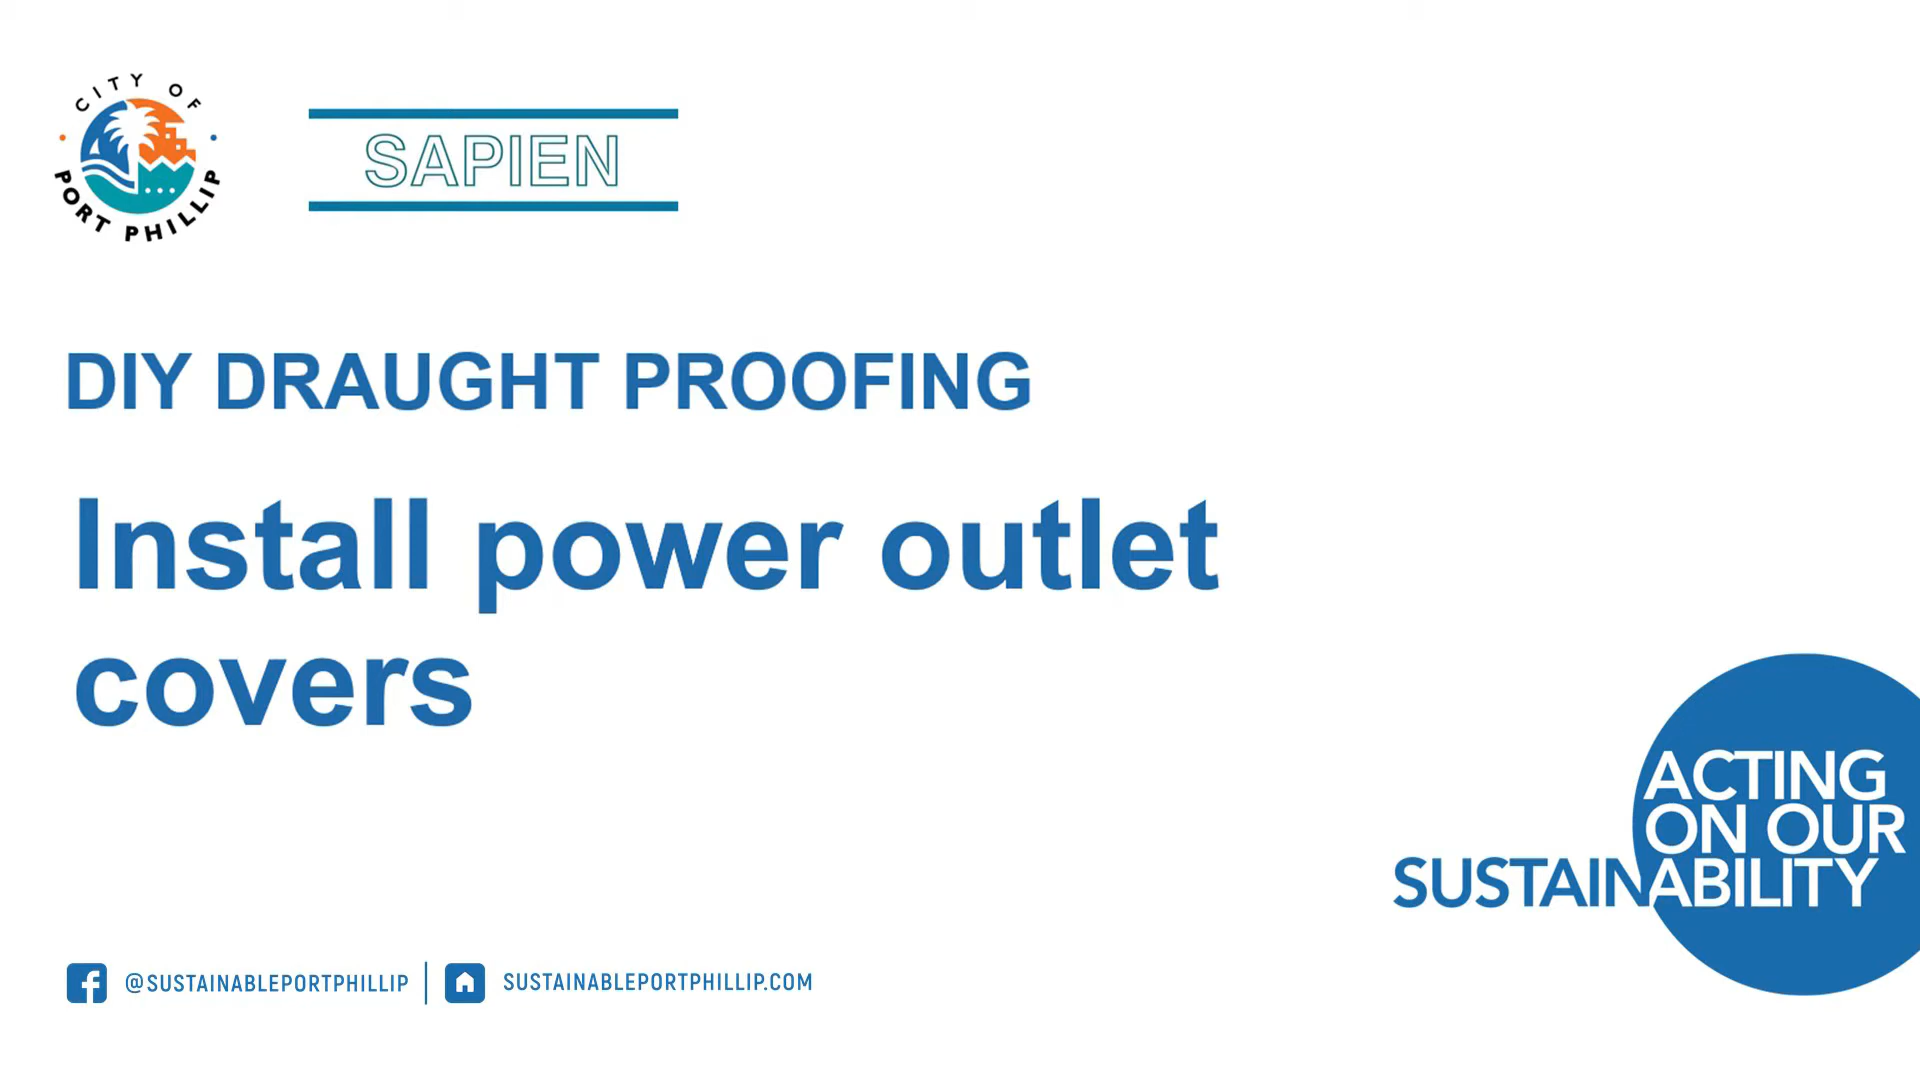 CITY OF
PORT PHILLIP
SAPIEN
DIY DRAUGHT PROOFING
Install power outlet
covers
ACTING
ON OUR
SUSTAINABILITY
@SUSTAINABLEPORTPHILLIP
SUSTAINABLEPORTPHILLIP.COM